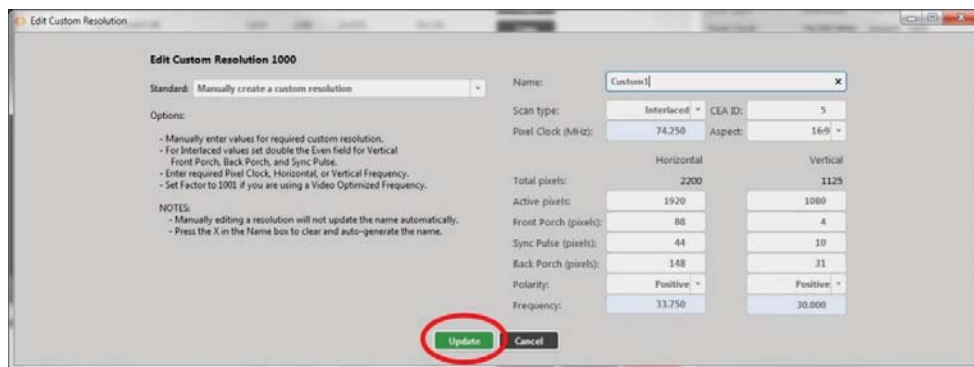 Edit Custom Resolution
Edit Custom Resolution 1000
Standard: Manually create a custom resolution
Options:
- Manually enter values for required custom resolution.
- For Interlaced values set double the Even field for Vertical
Front Porch, Back Porch, and Sync Pulse.
- Enter required Pixel Clock, Horizontal, or Vertical Frequency.
- Set Factor to 1001 if you are using a Video Optimized Frequency.
NOTES:
- Manually editing a resolution will not update the name automatically.
- Press the X in the Name box to clear and auto-generate the name.
Name: Custom1 x
Scan type: Interlaced CEA ID: 5
Pixel Clock (MHz): 74.250 Aspect: 16:9
Horizontal Vertical
Total pixels: 2200 1125
Active pixels: 1920 1080
Front Porch (pixels): 88 4
Sync Pulse (pixels): 44 10
Back Porch (pixels): 148 31
Polarity: Positive Positive
Frequency: 33.750 30.000
Update Cancel